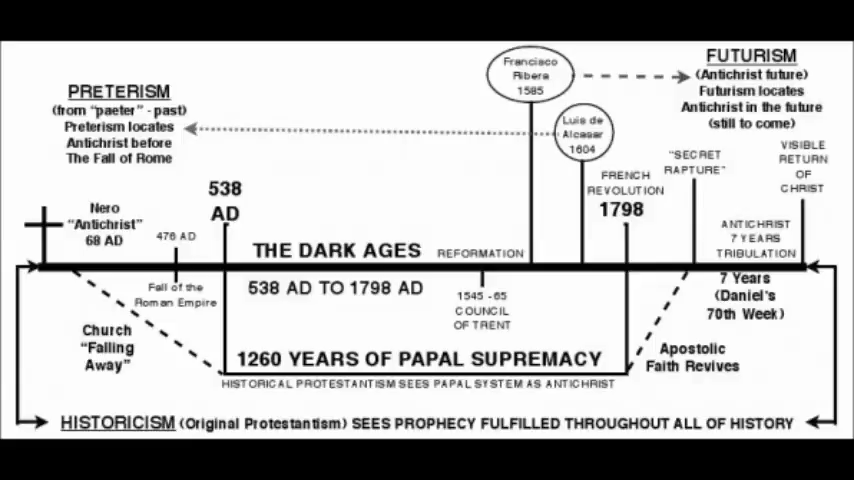 PRETERISM
(from "paeter" - past)
Preterism locates
Antichrist before
The Fall of Rome
Francisco
Ribera
1585
Luis de
Alcasar
1604
FUTURISM
(Antichrist future)
Futurism locates
Antichrist in the future
(still to come)
Nero
"Antichrist"
68 AD
476 AD
538
AD
FRENCH
REVOLUTION
1798
"SECRET
RAPTURE"
VISIBLE
RETURN
OF
CHRIST
THE DARK AGES
REFORMATION
ANTICHRIST
7 YEARS
TRIBULATION
Fall of the
Roman Empire
538 AD TO 1798 AD
1545 -65
COUNCIL
OF TRENT
7 Years
(Daniel's
70th Week)
Church
"Falling
Away"
1260 YEARS OF PAPAL SUPREMACY
HISTORICAL PROTESTANTISM SEES PAPAL SYSTEM AS ANTICHRIST
Apostolic
Faith Revives
HISTORICISM (Original Protestantism) SEES PROPHECY FULFILLED THROUGHOUT ALL OF HISTORY